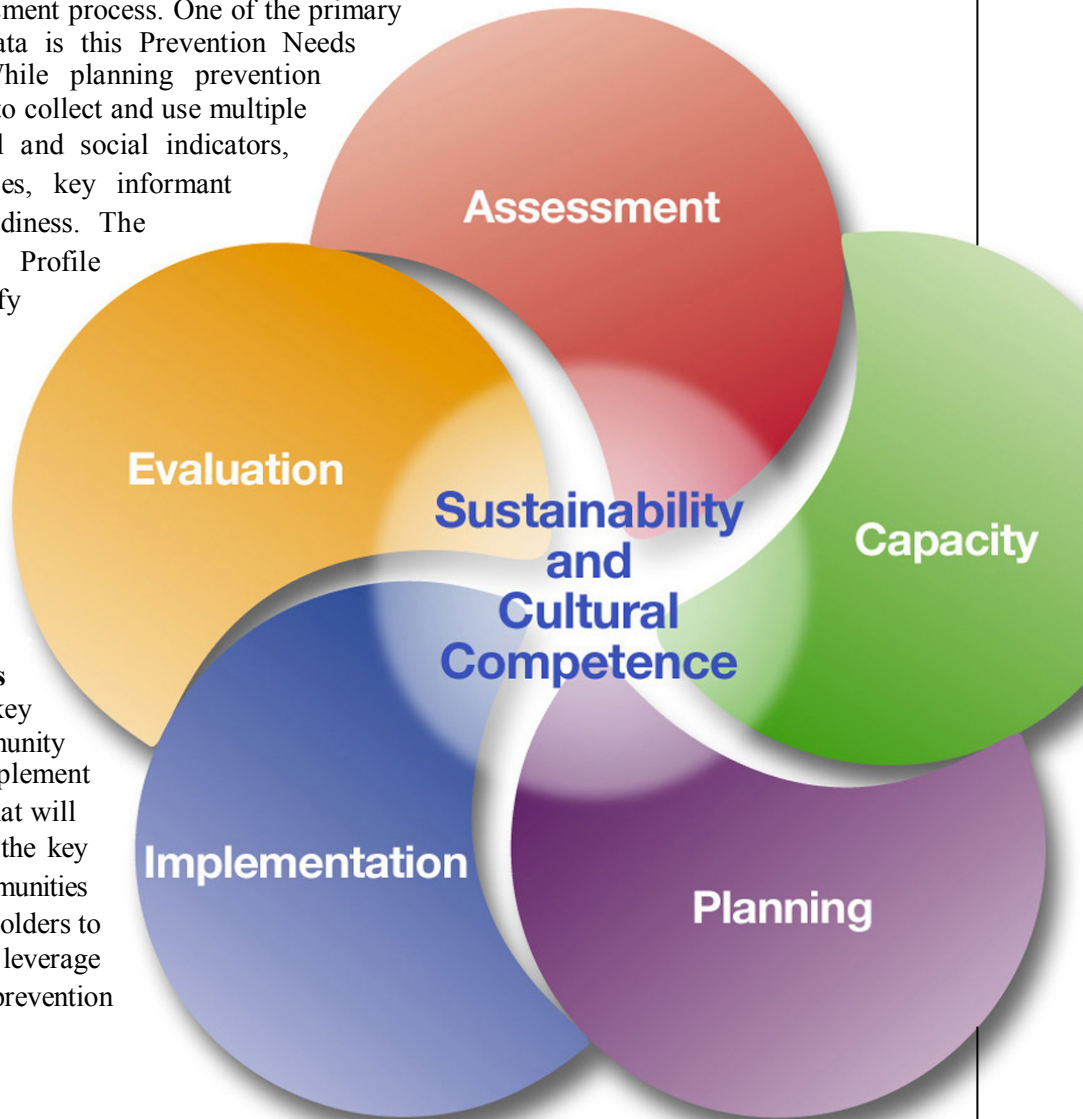 sment process. One of the primary
ata is this Prevention Needs
While planning prevention
to collect and use multiple
l and social indicators,
es, key informant
diness. The
Profile
fy
s
key
munity
plement
at will
the key
munities
olders to
leverage
prevention
Assessment
Capacity
Planning
Implementation
Evaluation
Sustainability
and
Cultural
Competence